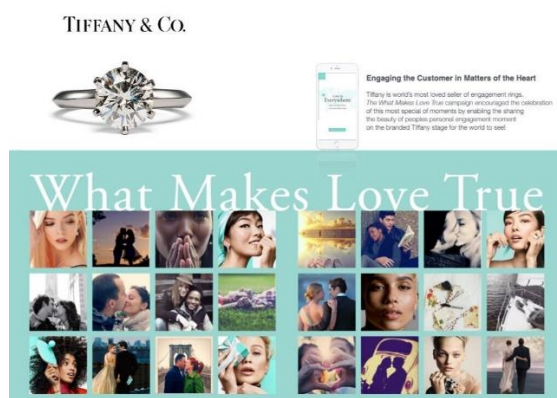 TIFFANY & CO.
Engaging the Customer in Matters of the Heart
Tiffany is world's most loved seller of engagement rings.
The What Makes Love True campaign encouraged the celebration
of this most special of moments by enabling the sharing
the beauty of peoples personal engagement moment
on the branded Tiffany stage for the world to see!
Everywhere
What Makes Love True